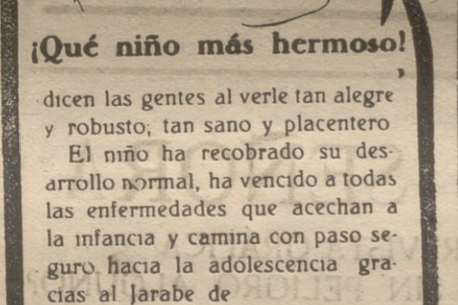 ¡Qué niño más hermoso!
dicen las gentes al verle tan alegre
y robusto, tan sano y placentero
El niño ha recobrado su des-
arrollo normal, ha vencido a todas
las enfermedades que acechan a
la infancia y camina con paso se-
guro hacia la adolescencia gra-
cias al Jarabe de